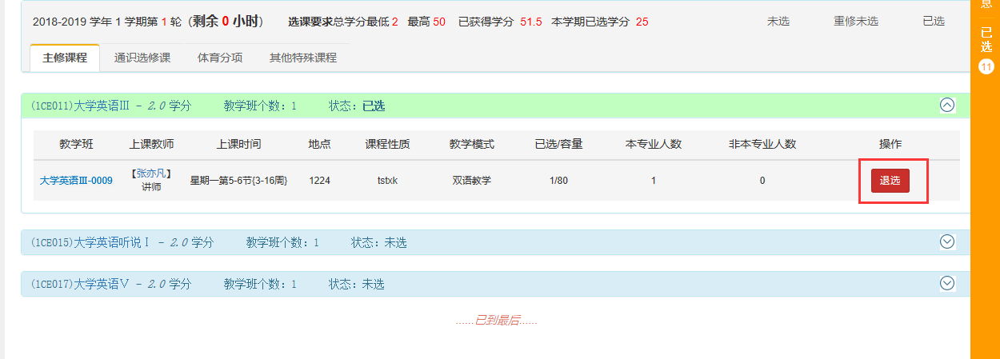 2018-2019 学年 1 学期第 1 轮（剩余 0 小时） 选课要求总学分最低 2 最高 50 已获得学分 51.5 本学期已选学分 25 未选 重修未选 已选
息
已
选
11
主修课程 通识选修课 体育分项 其他特殊课程
(1CE011)大学英语Ⅲ - 2.0 学分 教学班个数：1 状态：已选
教学班 上课教师 上课时间 地点 课程性质 教学模式 已选/容量 本专业人数 非本专业人数 操作
大学英语Ⅲ-0009 【张亦凡】 星期一第5-6节{3-16周} 1224 tstxk 双语教学 1/80 1 0 退选
讲师
(1CE015)大学英语听说Ⅰ - 2.0 学分 教学班个数：1 状态：未选
(1CE017)大学英语Ⅴ - 2.0 学分 教学班个数：1 状态：未选
......已到最后......